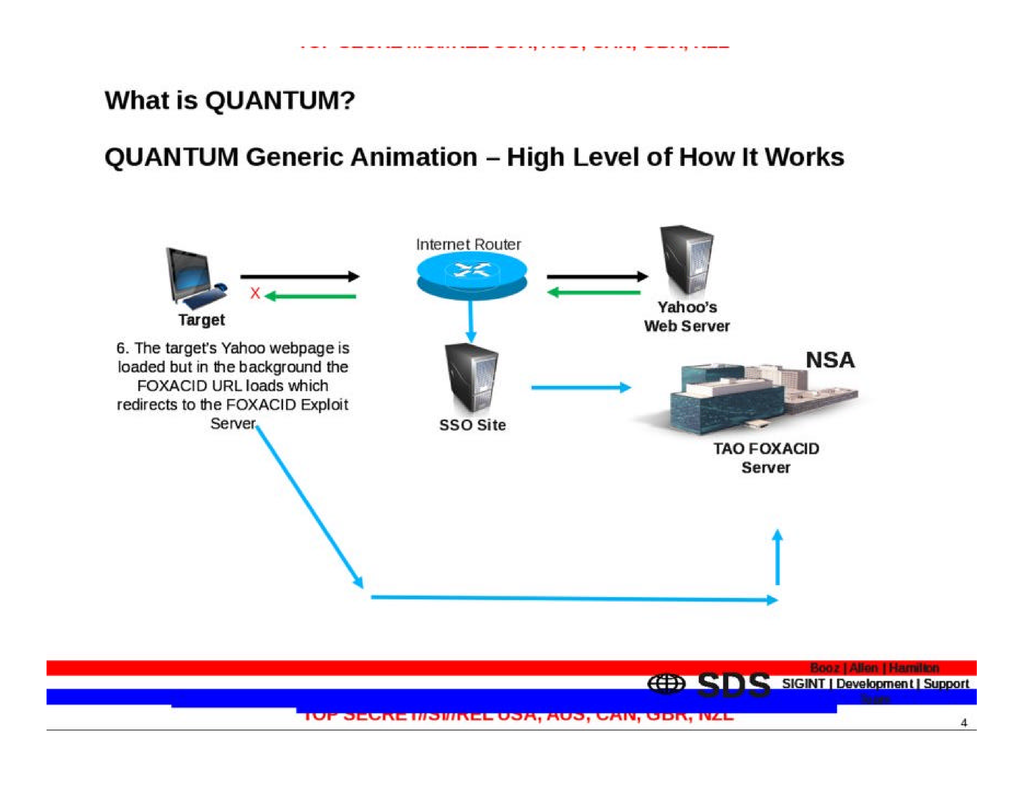 What is QUANTUM?
QUANTUM Generic Animation – High Level of How It Works
Internet Router
X
Target
Yahoo's
Web Server
6. The target's Yahoo webpage is
loaded but in the background the
FOXACID URL loads which
redirects to the FOXACID Exploit
Server
SSO Site
NSA
TAO FOXACID
Server
SDS
Booz | Allen | Hamilton
SIGINT | Development | Support
TOP SECRET//SI//REL USA, AUS, CAN, GBR, NZL
4